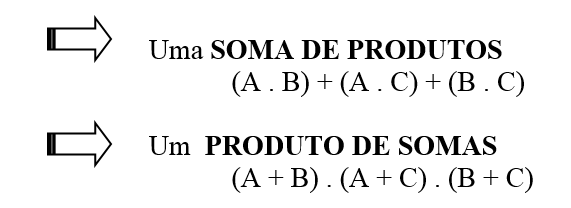 Uma SOMA DE PRODUTOS
(A . B) + (A . C) + (B . C)
Um PRODUTO DE SOMAS
(A + B) . (A + C) . (B + C)